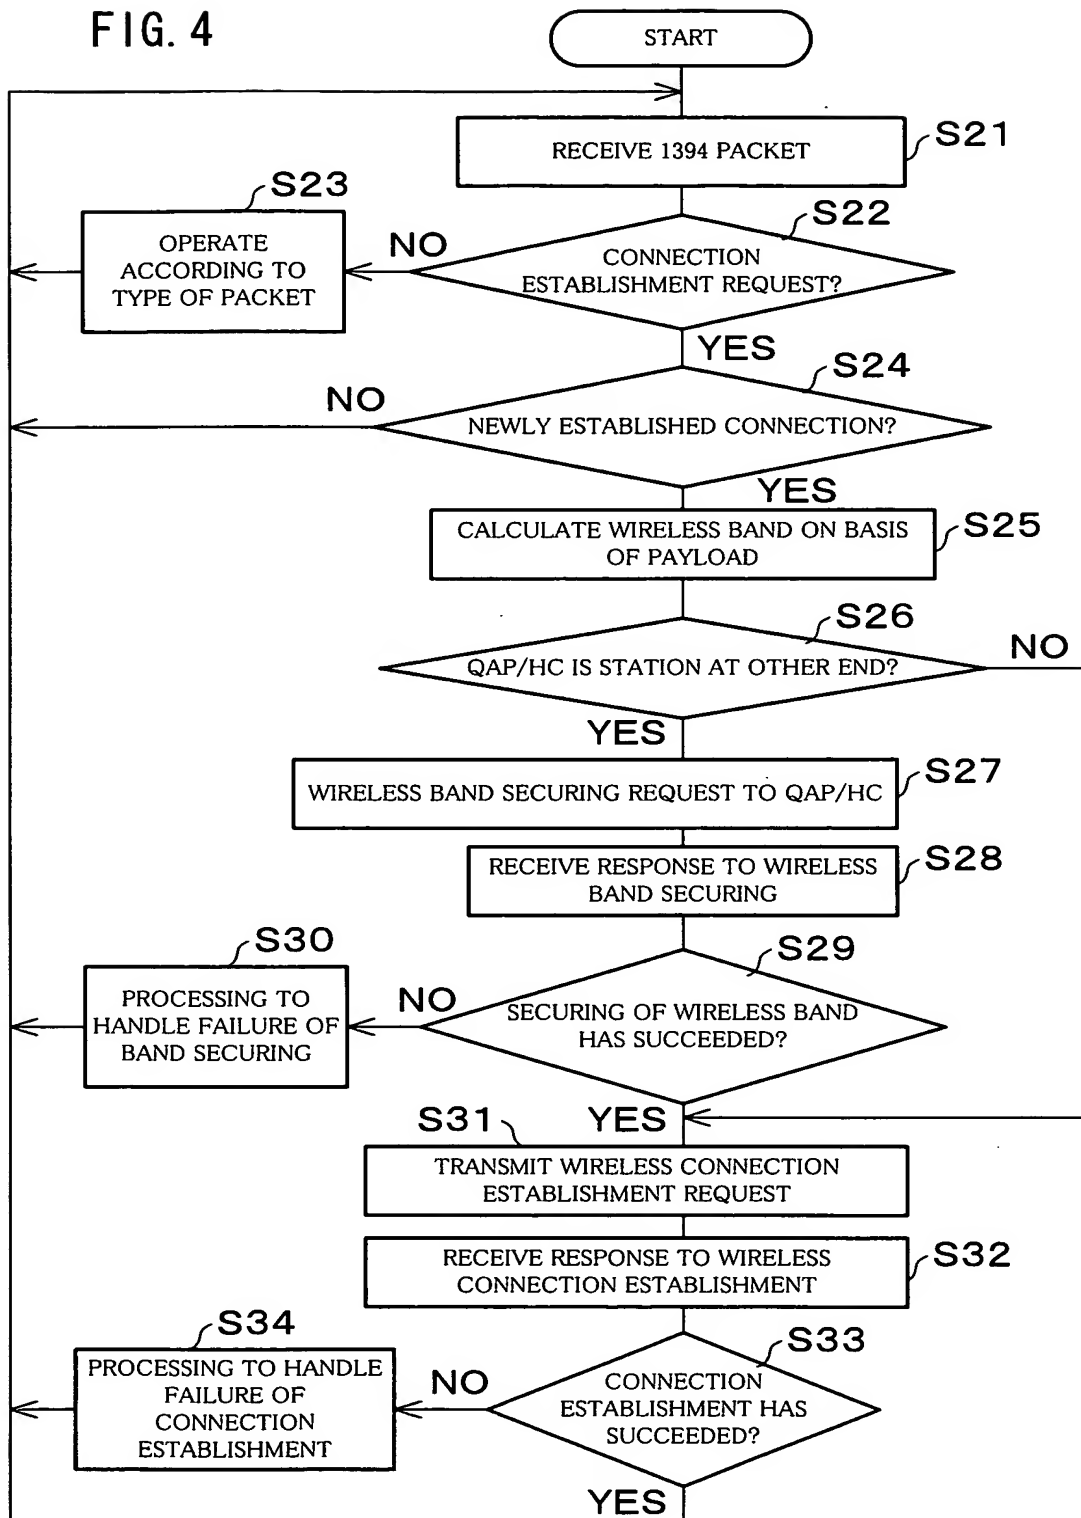 FIG. 4
START
RECEIVE 1394 PACKET
S21
S22
CONNECTION
ESTABLISHMENT REQUEST?
NO
S23
OPERATE
ACCORDING TO
TYPE OF PACKET
YES
S24
NEWLY ESTABLISHED CONNECTION?
NO
YES
S25
CALCULATE WIRELESS BAND ON BASIS
OF PAYLOAD
S26
QAP/HC IS STATION AT OTHER END?
NO
YES
S27
WIRELESS BAND SECURING REQUEST TO QAP/HC
S28
RECEIVE RESPONSE TO WIRELESS
BAND SECURING
S29
SECURING OF WIRELESS BAND
HAS SUCCEEDED?
NO
S30
PROCESSING TO
HANDLE FAILURE OF
BAND SECURING
YES
S31
TRANSMIT WIRELESS CONNECTION
ESTABLISHMENT REQUEST
RECEIVE RESPONSE TO WIRELESS
CONNECTION ESTABLISHMENT
S32
S33
CONNECTION
ESTABLISHMENT HAS
SUCCEEDED?
NO
S34
PROCESSING TO HANDLE
FAILURE OF
CONNECTION
ESTABLISHMENT
YES